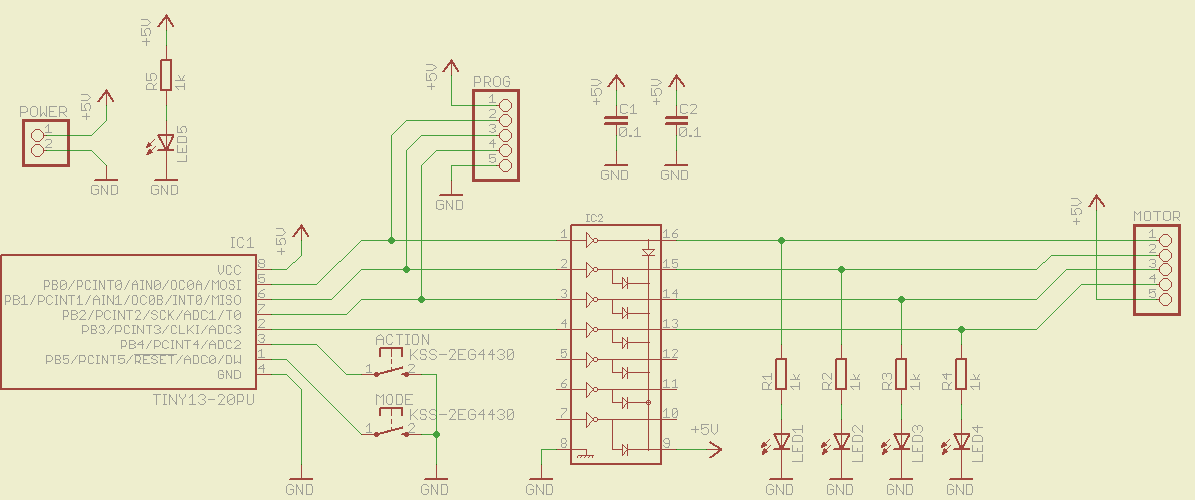 +5V
R5
1k
LED5
GND
POWER
1
2
+5V
GND
+5V
PROG
1
2
3
4
5
GND
+5V
C1
0.1
GND
+5V
C2
0.1
GND
IC1
+5V
VCC 8
PB0/PCINT0/AIN0/OC0A/MOSI 5
PB1/PCINT1/AIN1/OC0B/INT0/MISO 6
PB2/PCINT2/SCK/ADC1/T0 7
PB3/PCINT3/CLKI/ADC3 2
PB4/PCINT4/ADC2 3
PB5/PCINT5/RESET/ADC0/DW 1
GND 4
TINY13-20PU
GND
ACTION
KSS-2EG4430
1 2
MODE
KSS-2EG4430
1 2
GND
IC2
1 16
2 15
3 14
4 13
5 12
6 11
7 10
8 9
GND
+5V
+5V
MOTOR
1
2
3
4
5
R1
1k
LED1
GND
R2
1k
LED2
GND
R3
1k
LED3
GND
R4
1k
LED4
GND